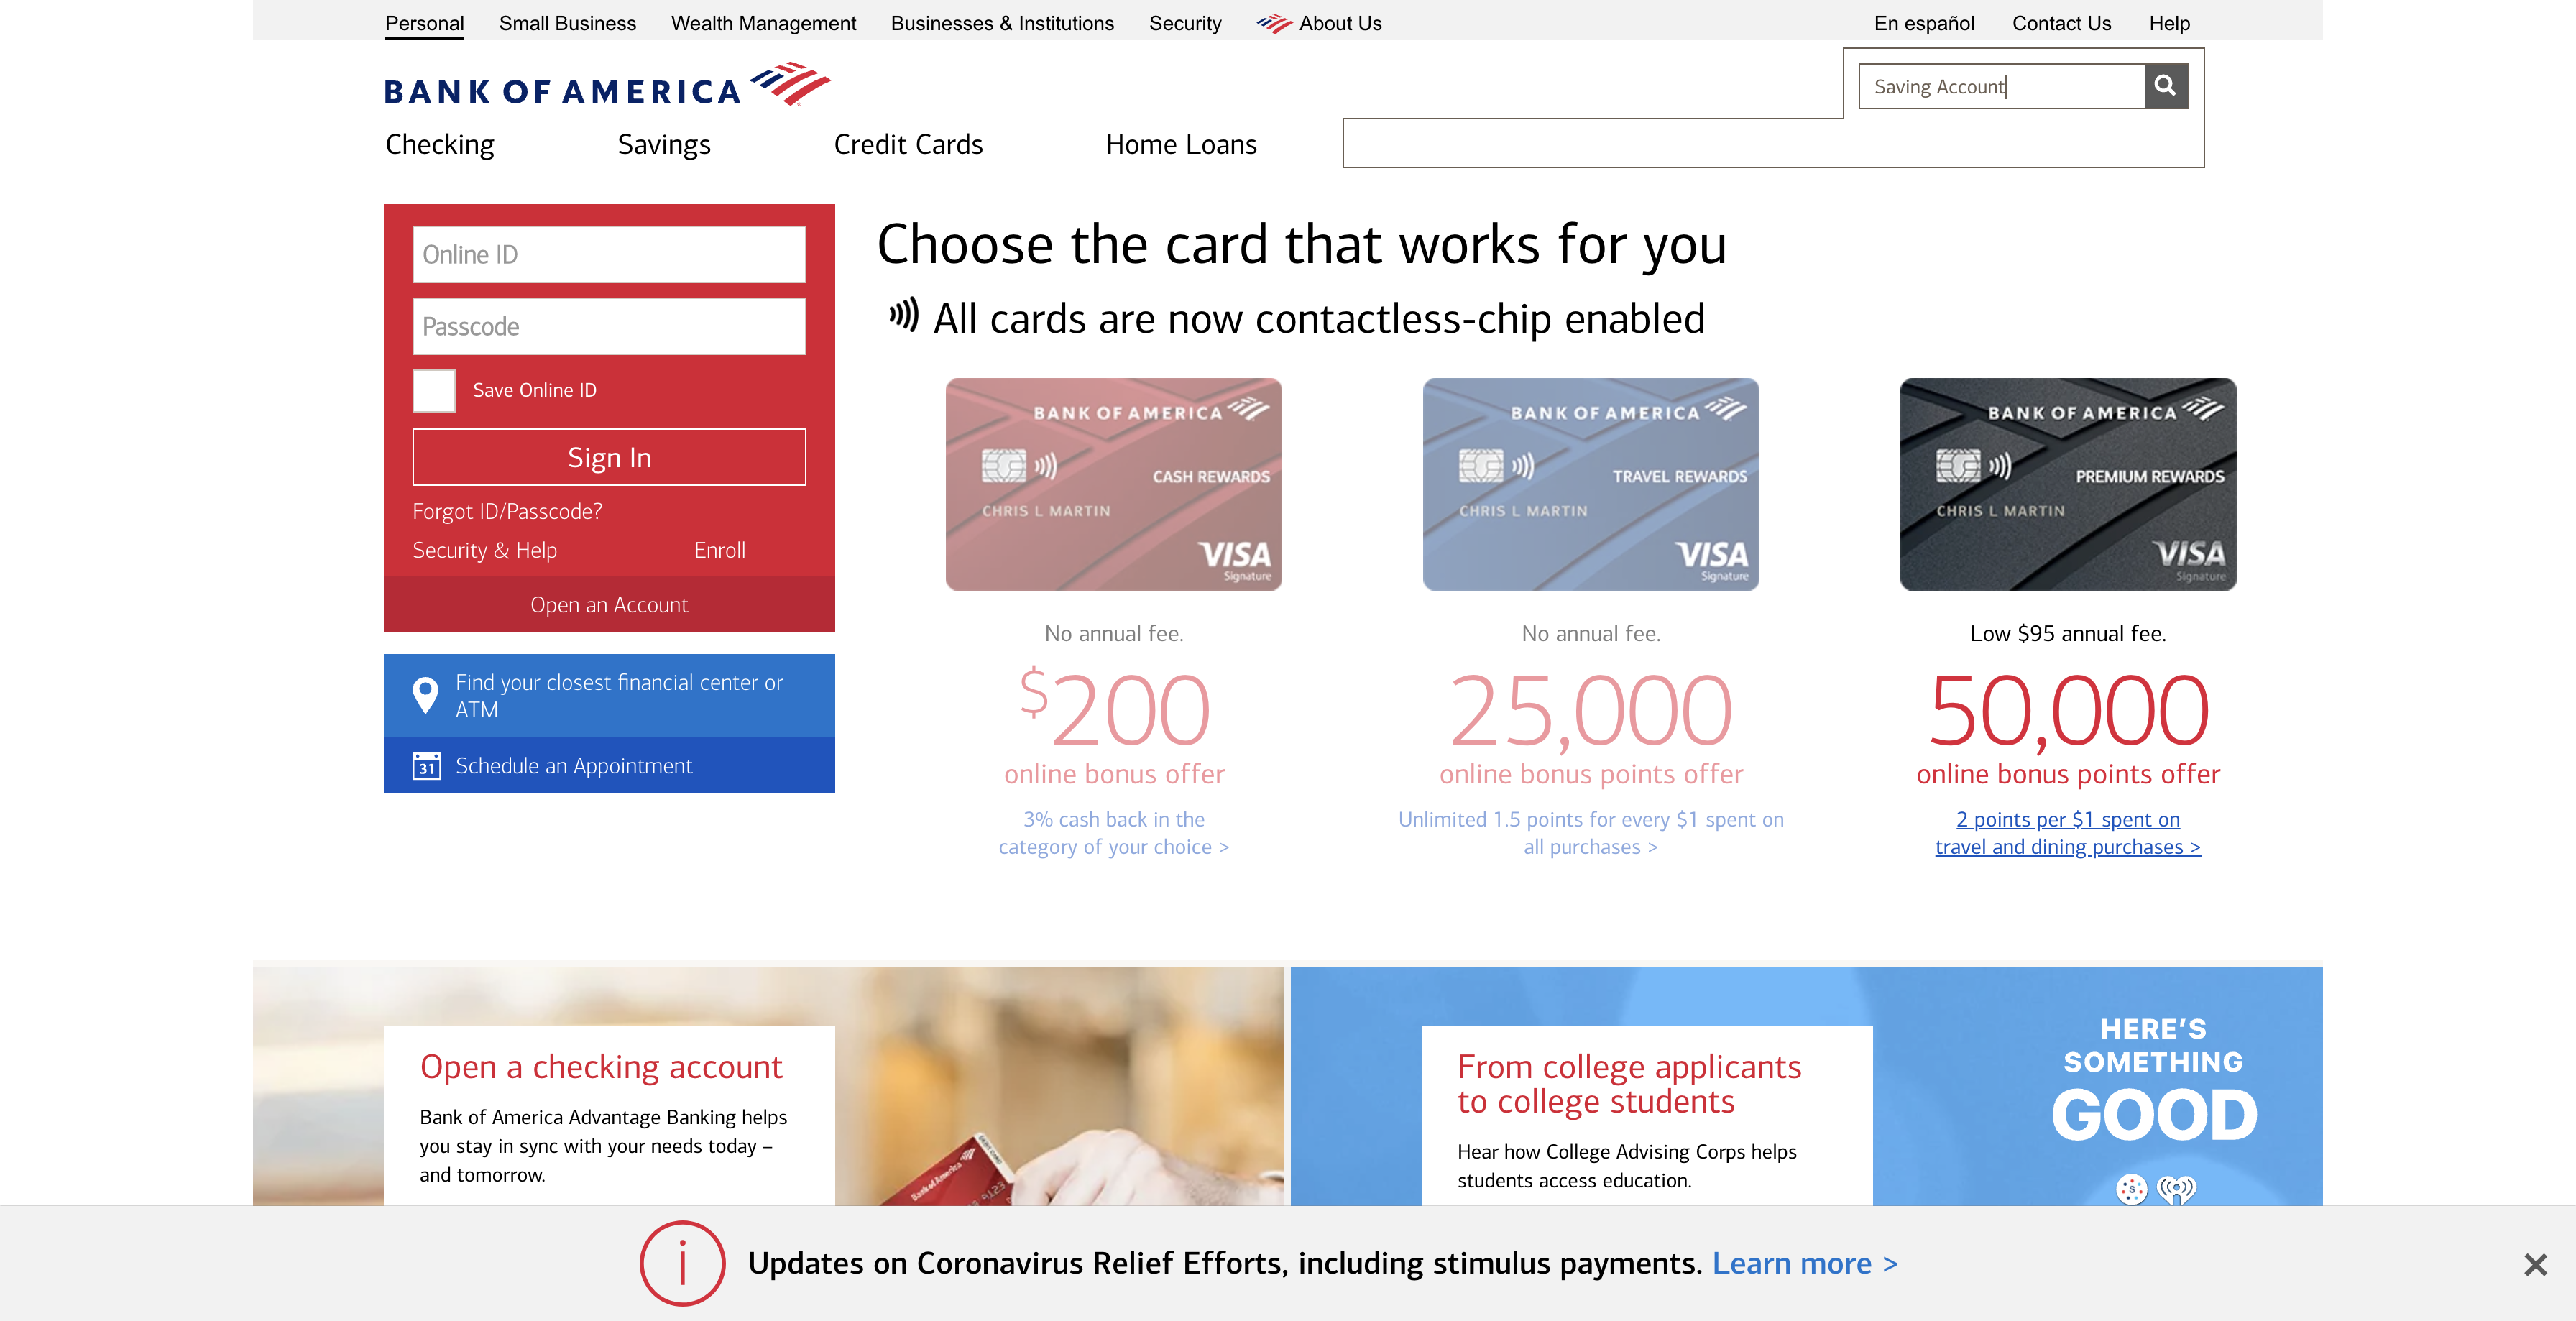 Personal Small Business Wealth Management Businesses & Institutions Security About Us En español Contact Us Help
BANK OF AMERICA
Saving Account
Checking Savings Credit Cards Home Loans
Online ID
Passcode
Save Online ID
Sign In
Forgot ID/Passcode?
Security & Help Enroll
Open an Account
Find your closest financial center or
ATM
31 Schedule an Appointment
Choose the card that works for you
All cards are now contactless-chip enabled
BANK OF AMERICA
CASH REWARDS
CHRIS L MARTIN
VISA
Signature
No annual fee.
$200
online bonus offer
3% cash back in the
category of your choice >
BANK OF AMERICA
TRAVEL REWARDS
CHRIS L MARTIN
VISA
Signature
No annual fee.
25,000
online bonus points offer
Unlimited 1.5 points for every $1 spent on
all purchases >
BANK OF AMERICA
PREMIUM REWARDS
CHRIS L MARTIN
VISA
Signature
Low $95 annual fee.
50,000
online bonus points offer
2 points per $1 spent on
travel and dining purchases >
Open a checking account
Bank of America Advantage Banking helps
you stay in sync with your needs today –
and tomorrow.
Bank of America
DEBIT CARD
From college applicants
to college students
Hear how College Advising Corps helps
students access education.
HERE'S
SOMETHING
GOOD
S
Updates on Coronavirus Relief Efforts, including stimulus payments. Learn more >